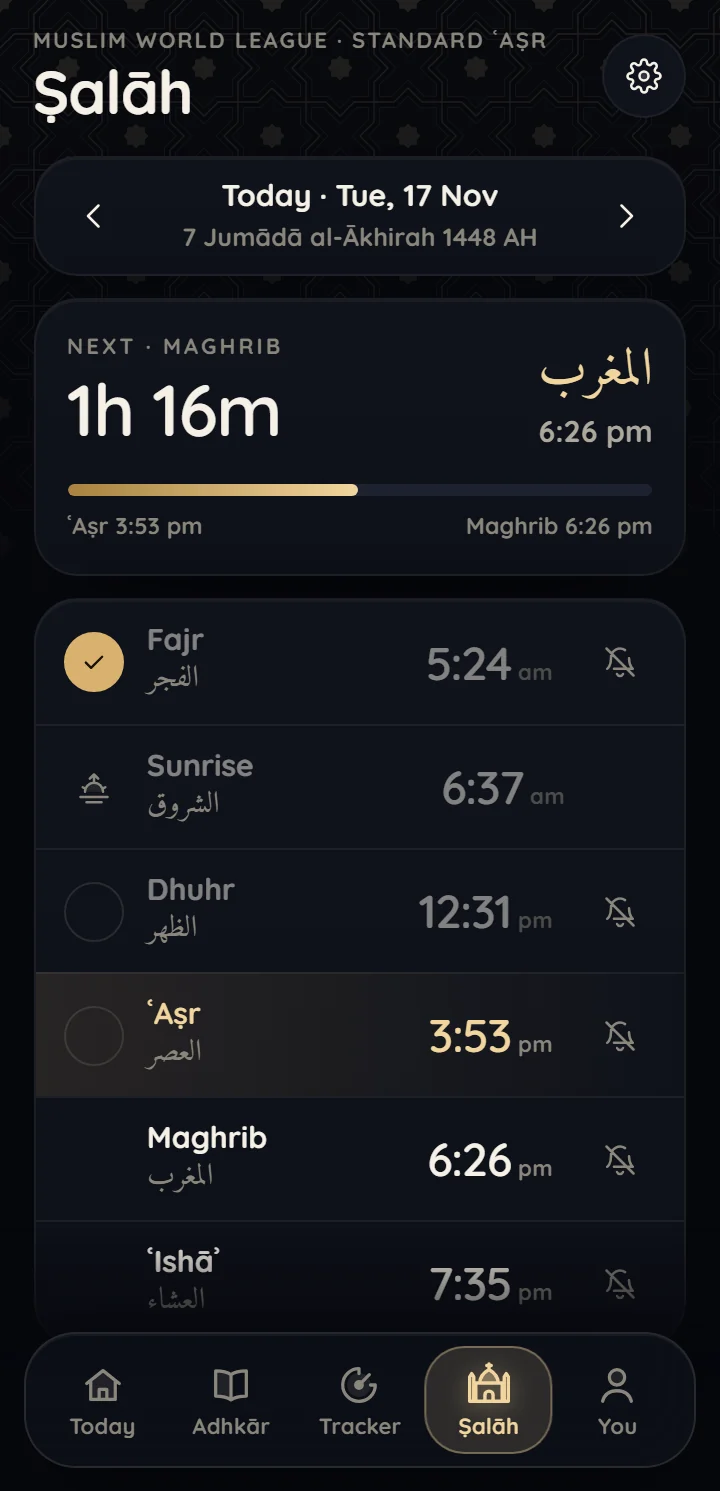 MUSLIM WORLD LEAGUE · STANDARD ʿAṢR
Ṣalāh
Today · Tue, 17 Nov
7 Jumādā al-Ākhirah 1448 AH
NEXT · MAGHRIB
المغرب
1h 16m
6:26 pm
ʿAṣr 3:53 pm
Maghrib 6:26 pm
Fajr
الفجر
5:24 am
Sunrise
الشروق
6:37 am
Dhuhr
الظهر
12:31 pm
ʿAṣr
العصر
3:53 pm
Maghrib
المغرب
6:26 pm
ʿIshāʾ
العشاء
7:35 pm
Today
Adhkār
Tracker
Ṣalāh
You